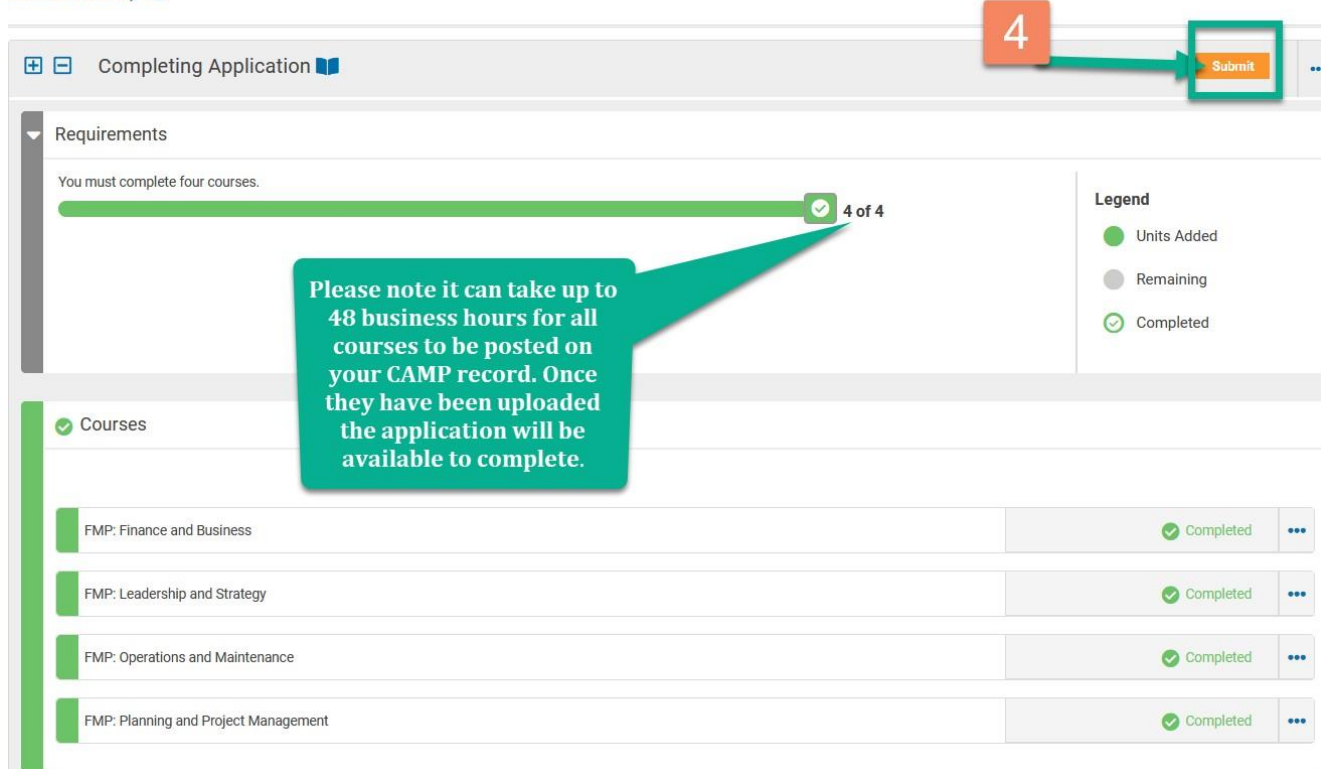 4
Completing Application
Submit
Requirements
You must complete four courses.
4 of 4
Legend
Units Added
Remaining
Completed
Please note it can take up to
48 business hours for all
courses to be posted on
your CAMP record. Once
they have been uploaded
the application will be
available to complete.
Courses
FMP: Finance and Business Completed
FMP: Leadership and Strategy Completed
FMP: Operations and Maintenance Completed
FMP: Planning and Project Management Completed